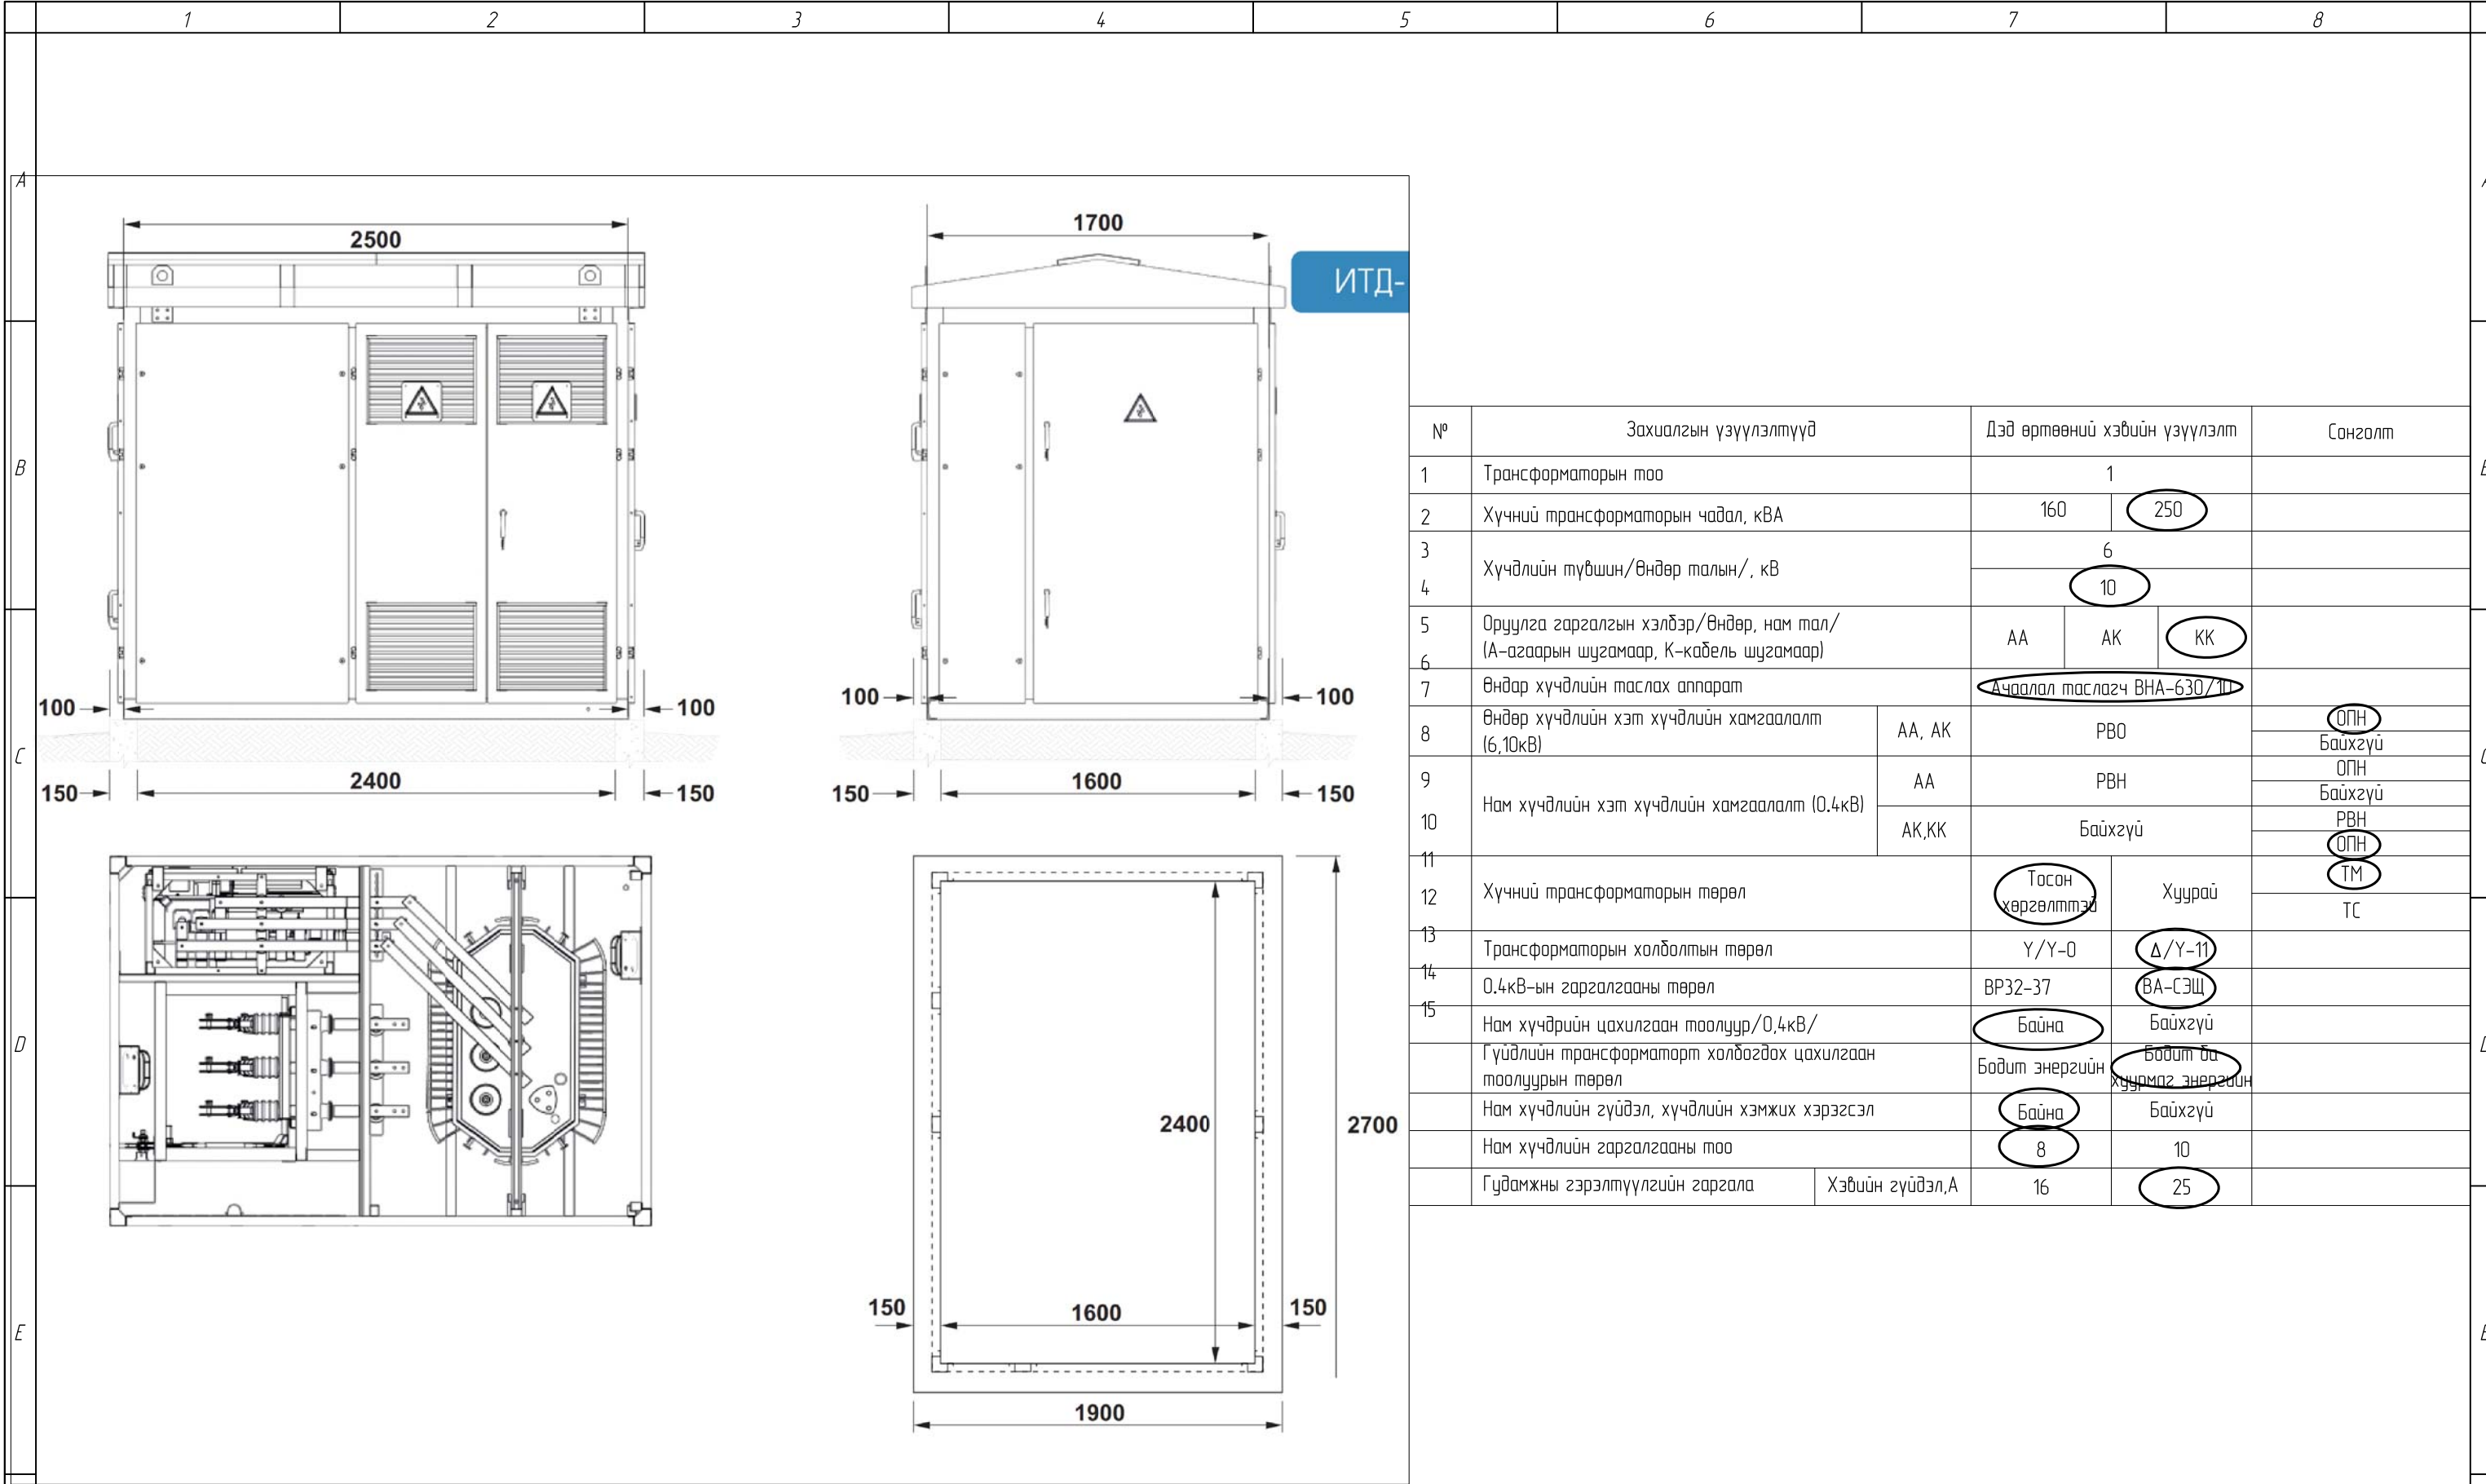 1 2 3 4 5 6 7 8
A
B
C
D
E
2500
1700
ИТД-
100 100
100 100
150 2400 150
150 1600 150
2400
2700
150 1600 150
1900
№ Захиалгын үзүүлэлтүүд Дэд өртөөний хэвийн үзүүлэлт Сонголт
1 Трансформаторын тоо 1
2 Хүчний трансформаторын чадал, кВА 160 250
3 6
Хүчдлийн түвшин/Өндөр талын/, кВ
4 10
5 Оруулга гаргалгын хэлбэр/Өндөр, нам тал/
(А-агаарын шугамаар, К-кабель шугамаар) АА АК КК
6
7 Өндар хүчдлийн таслах аппарат Ачаалал таслагч ВНА-630/10
8 Өндөр хүчдлийн хэт хүчдлийн хамгаалалт
(6,10кВ) АА, АК РВО ОПН
Байхгүй
9 АА РВН ОПН
Байхгүй
Нам хүчдлийн хэт хүчдлийн хамгаалалт (0.4кВ)
10 АК,КК Байхгүй РВН
ОПН
11
12 Хүчний трансформаторын төрөл Тосон
хөргөлттэй Хуурай ТМ
ТС
13
Трансформаторын холболтын төрөл Y/Y-0 Δ/Y-11
14
0.4кВ-ын гаргалгааны төрөл ВР32-37 ВА-СЭЩ
15
Нам хүчдрийн цахилгаан тоолуур/0,4кВ/ Байна Байхгүй
Гүйдлийн трансформаторт холбогдох цахилгаан
тоолуурын төрөл Бодит энергийн Бодит ба
хуурмаг энергийн
Нам хүчдлийн гүйдэл, хүчдлийн хэмжих хэрэгсэл Байна Байхгүй
Нам хүчдлийн гаргалгааны тоо 8 10
Гудамжны гэрэлтүүлгийн гаргала Хэвийн гүйдэл,А 16 25